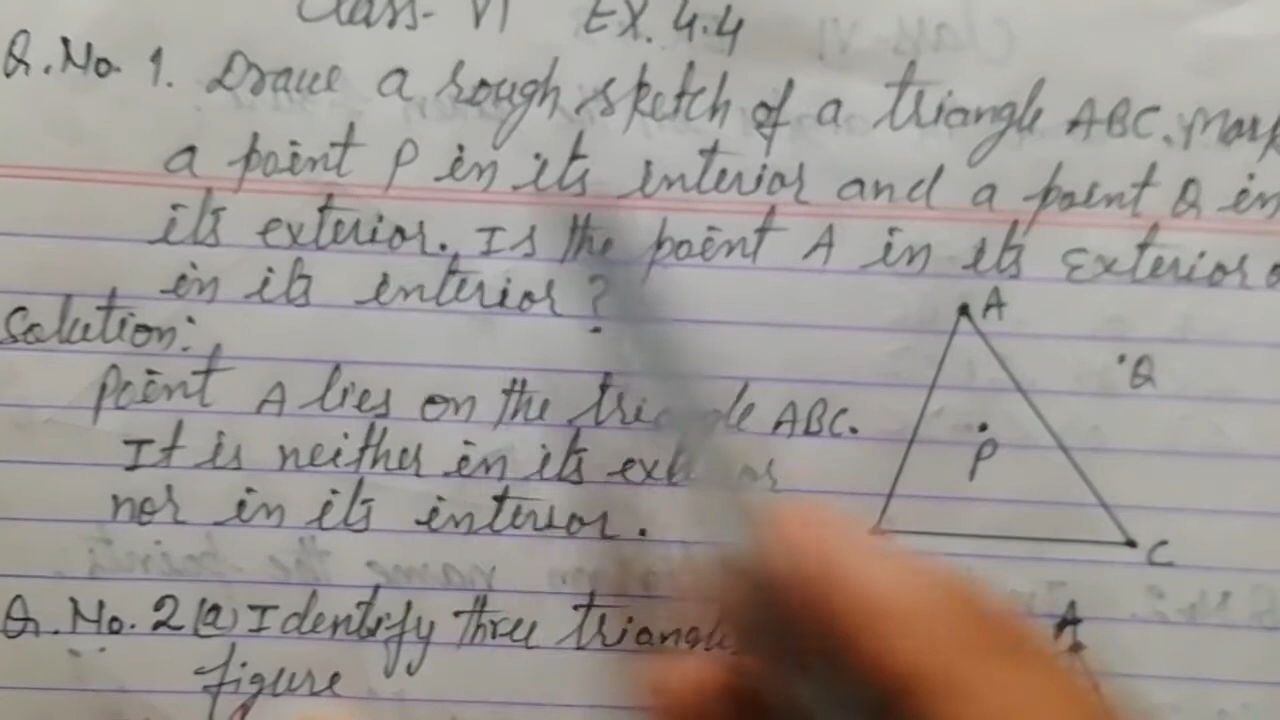 Class- VI Ex. 4.4
Q. No. 1. Draw a rough sketch of a triangle ABC. Mark
a point P in its interior and a point Q in
its exterior. Is the point A in its Exterior
in its interior?
Solution:
A
Q
Point A lies on the triangle ABC.
P
It is neither in its exterior
nor in its interior.
C
Q. No. 2 (a) Identify three triangles
A
figure